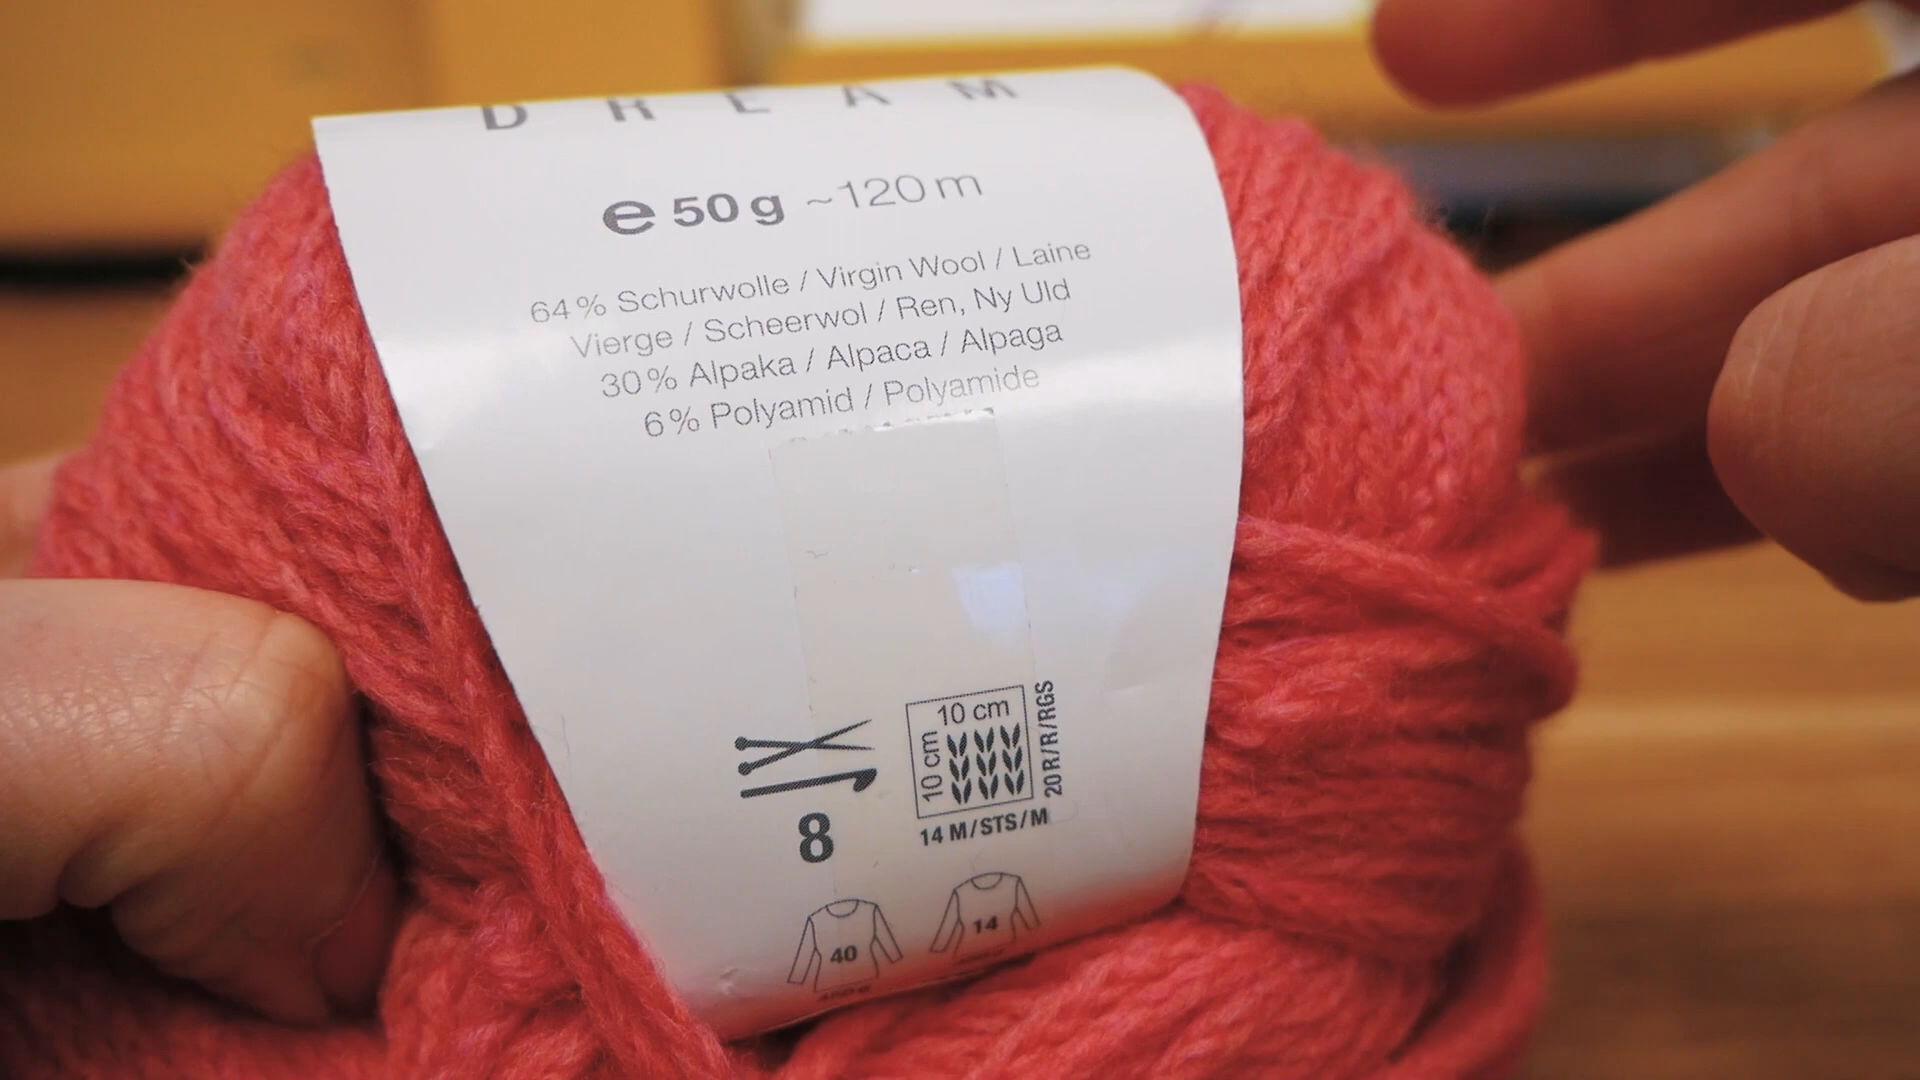 DREAM
e 50 g ~120 m
64% Schurwolle / Virgin Wool / Laine
Vierge / Scheerwol / Ren, Ny Uld
30% Alpaka / Alpaca / Alpaga
6% Polyamid / Polyamide
10 cm
10 cm
20 R/R/RGS
14 M/STS/M
8
40
14